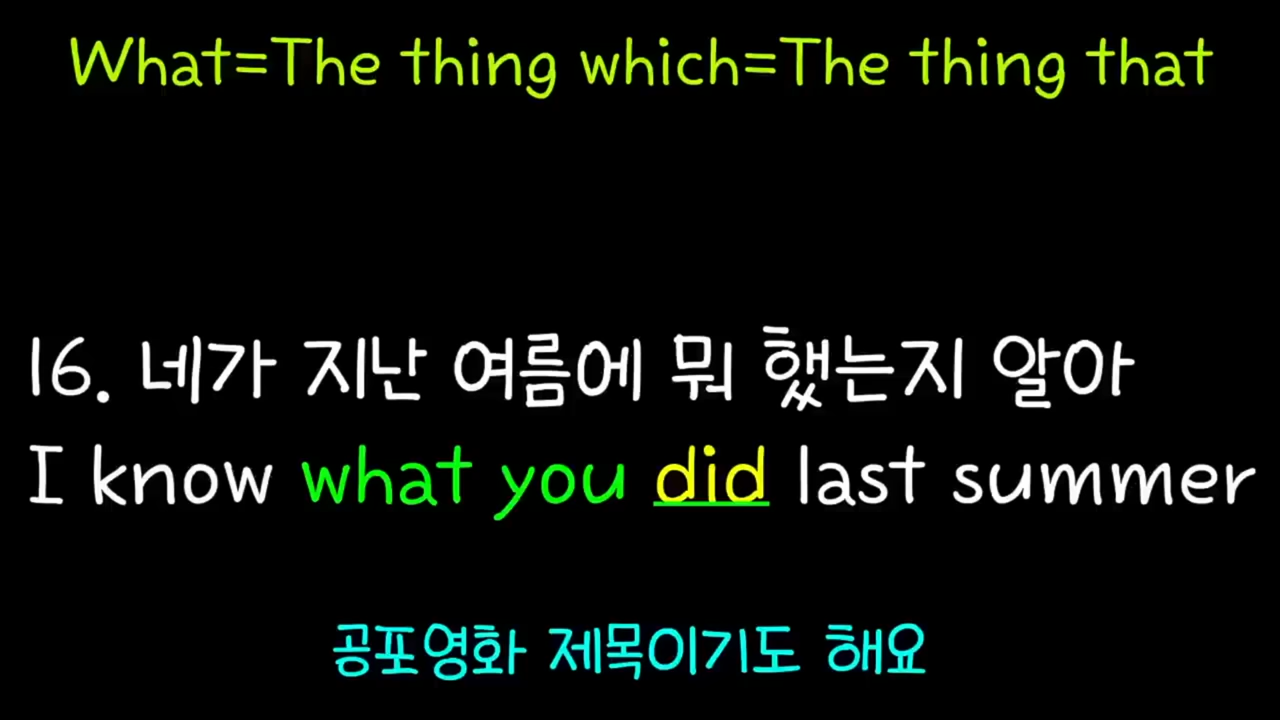 What=The thing which=The thing that
16. 네가 지난 여름에 뭐 했는지 알아
I know what you did last summer
공포영화 제목이기도 해요